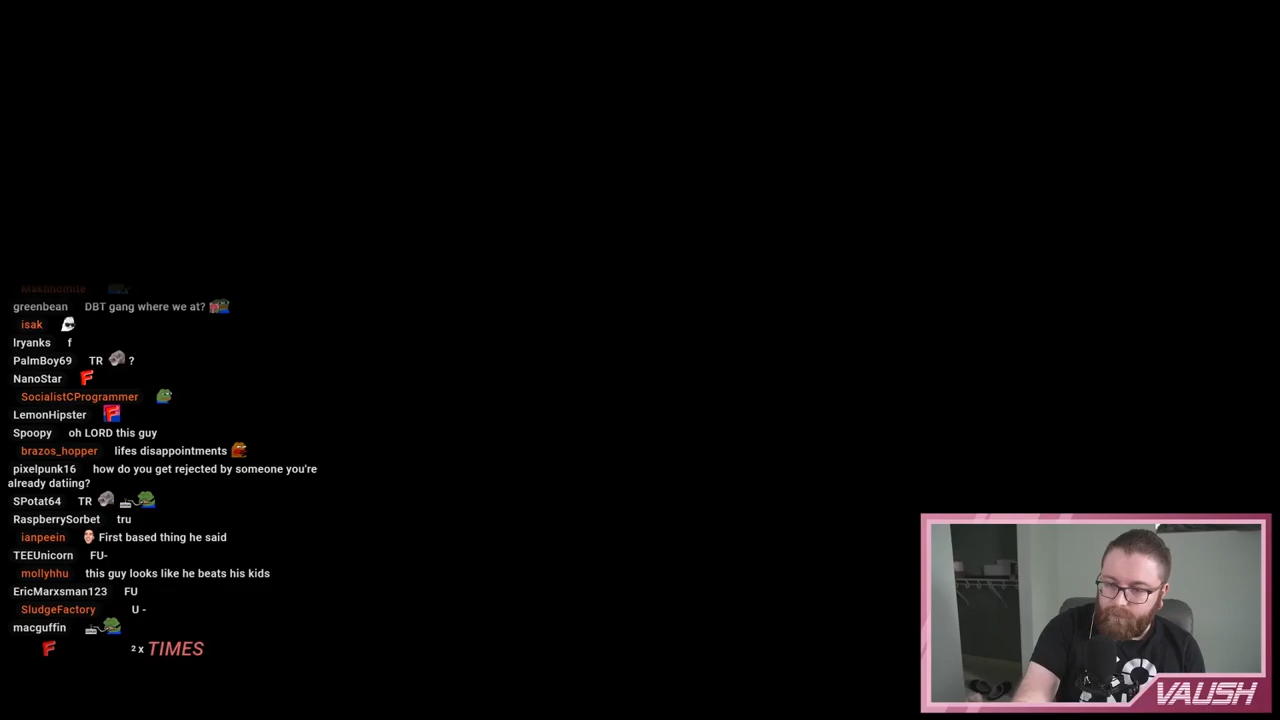 Makinomile
greenbean DBT gang where we at?
isak
lryanks f
PalmBoy69 TR ?
NanoStar F
SocialistCProgrammer
LemonHipster F
Spoopy oh LORD this guy
brazos_hopper lifes disappointments
pixelpunk16 how do you get rejected by someone you're
already datiing?
SPotat64 TR
RaspberrySorbet tru
ianpeein First based thing he said
TEEUnicorn FU-
mollyhhu this guy looks like he beats his kids
EricMarxsman123 FU
SludgeFactory U -
macguffin
F 2 x TIMES
VAUSH